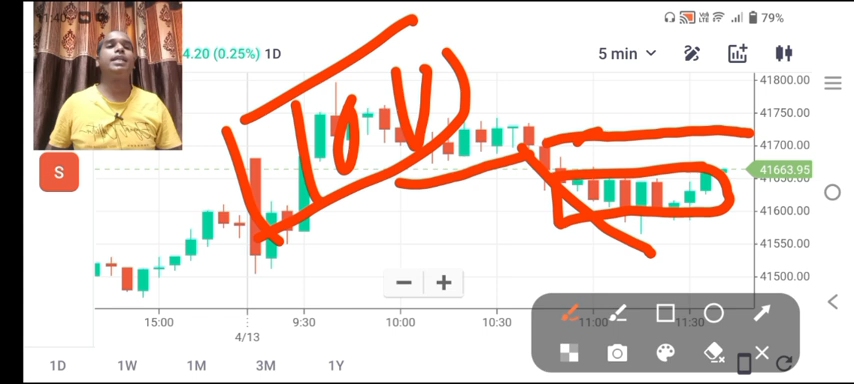 11:40
79%
4.20 (0.25%) 1D
5 min
S
41800.00
41750.00
41700.00
41663.95
41650.00
41600.00
41550.00
41500.00
− +
15:00 9:30 10:00 10:30 11:00 11:30
4/13
1D 1W 1M 3M 1Y